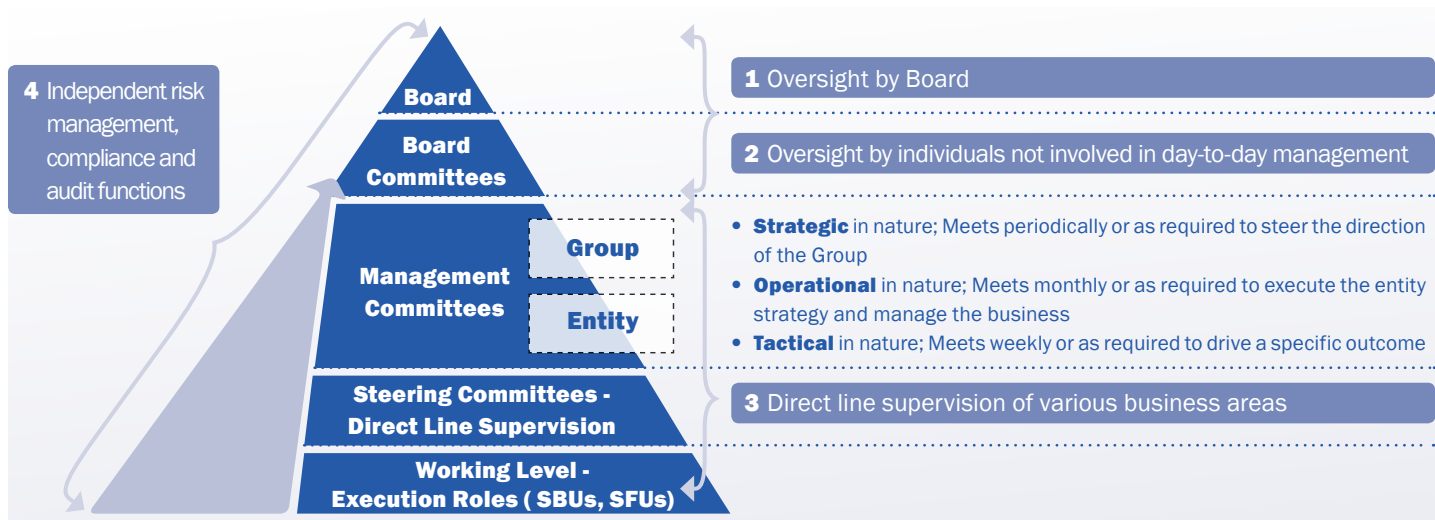 4 Independent risk
management,
compliance and
audit functions
Board
Board
Committees
Management
Committees
Group
Entity
Steering Committees -
Direct Line Supervision
Working Level -
Execution Roles ( SBUs, SFUs)
1 Oversight by Board
2 Oversight by individuals not involved in day-to-day management
• Strategic in nature; Meets periodically or as required to steer the direction
of the Group
• Operational in nature; Meets monthly or as required to execute the entity
strategy and manage the business
• Tactical in nature; Meets weekly or as required to drive a specific outcome
3 Direct line supervision of various business areas